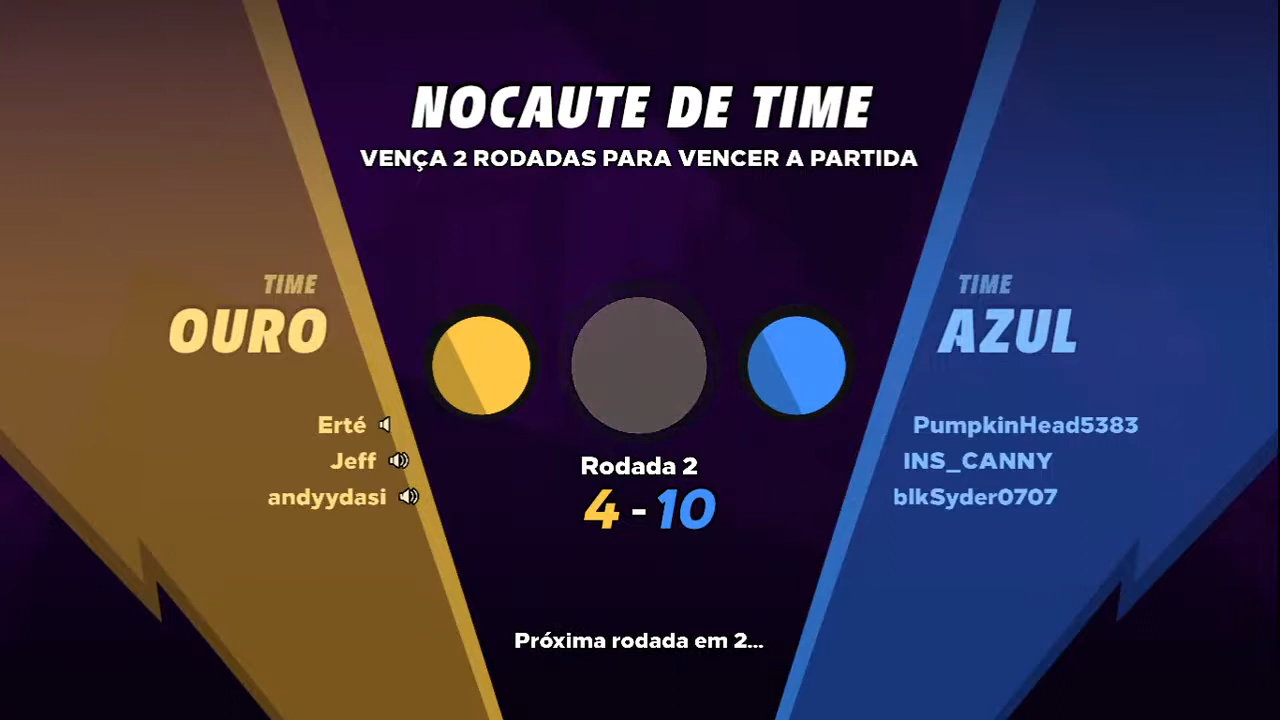 NOCAUTE DE TIME
VENÇA 2 RODADAS PARA VENCER A PARTIDA
TIME
OURO
Erté
Jeff
andyydasi
Rodada 2
4 - 10
Próxima rodada em 2...
TIME
AZUL
PumpkinHead5383
INS_CANNY
blkSyder0707